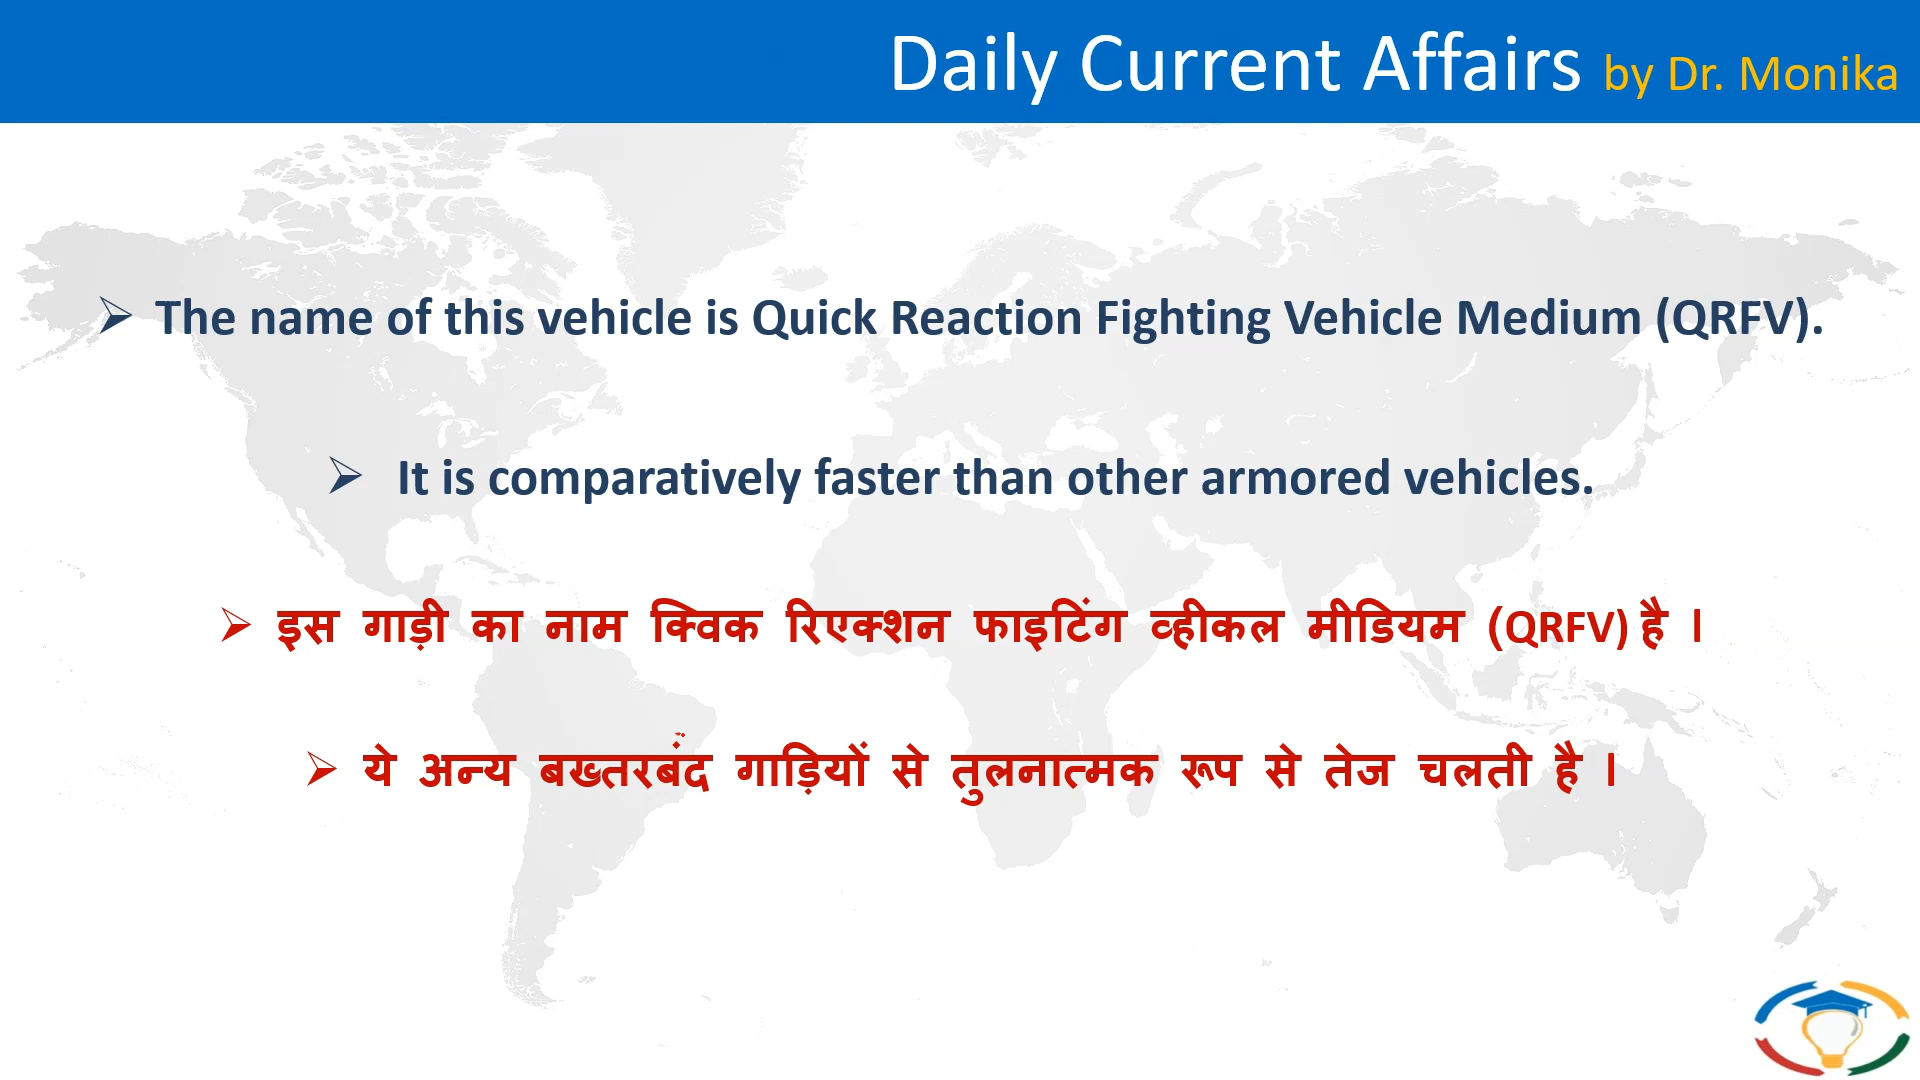 Daily Current Affairs by Dr. Monika
➢ The name of this vehicle is Quick Reaction Fighting Vehicle Medium (QRFV).
➢ It is comparatively faster than other armored vehicles.
➢ इस गाड़ी का नाम क्विक रिएक्शन फाइटिंग व्हीकल मीडियम (QRFV) है ।
➢ ये अन्य बख्तरबंद गाड़ियों से तुलनात्मक रूप से तेज चलती है ।